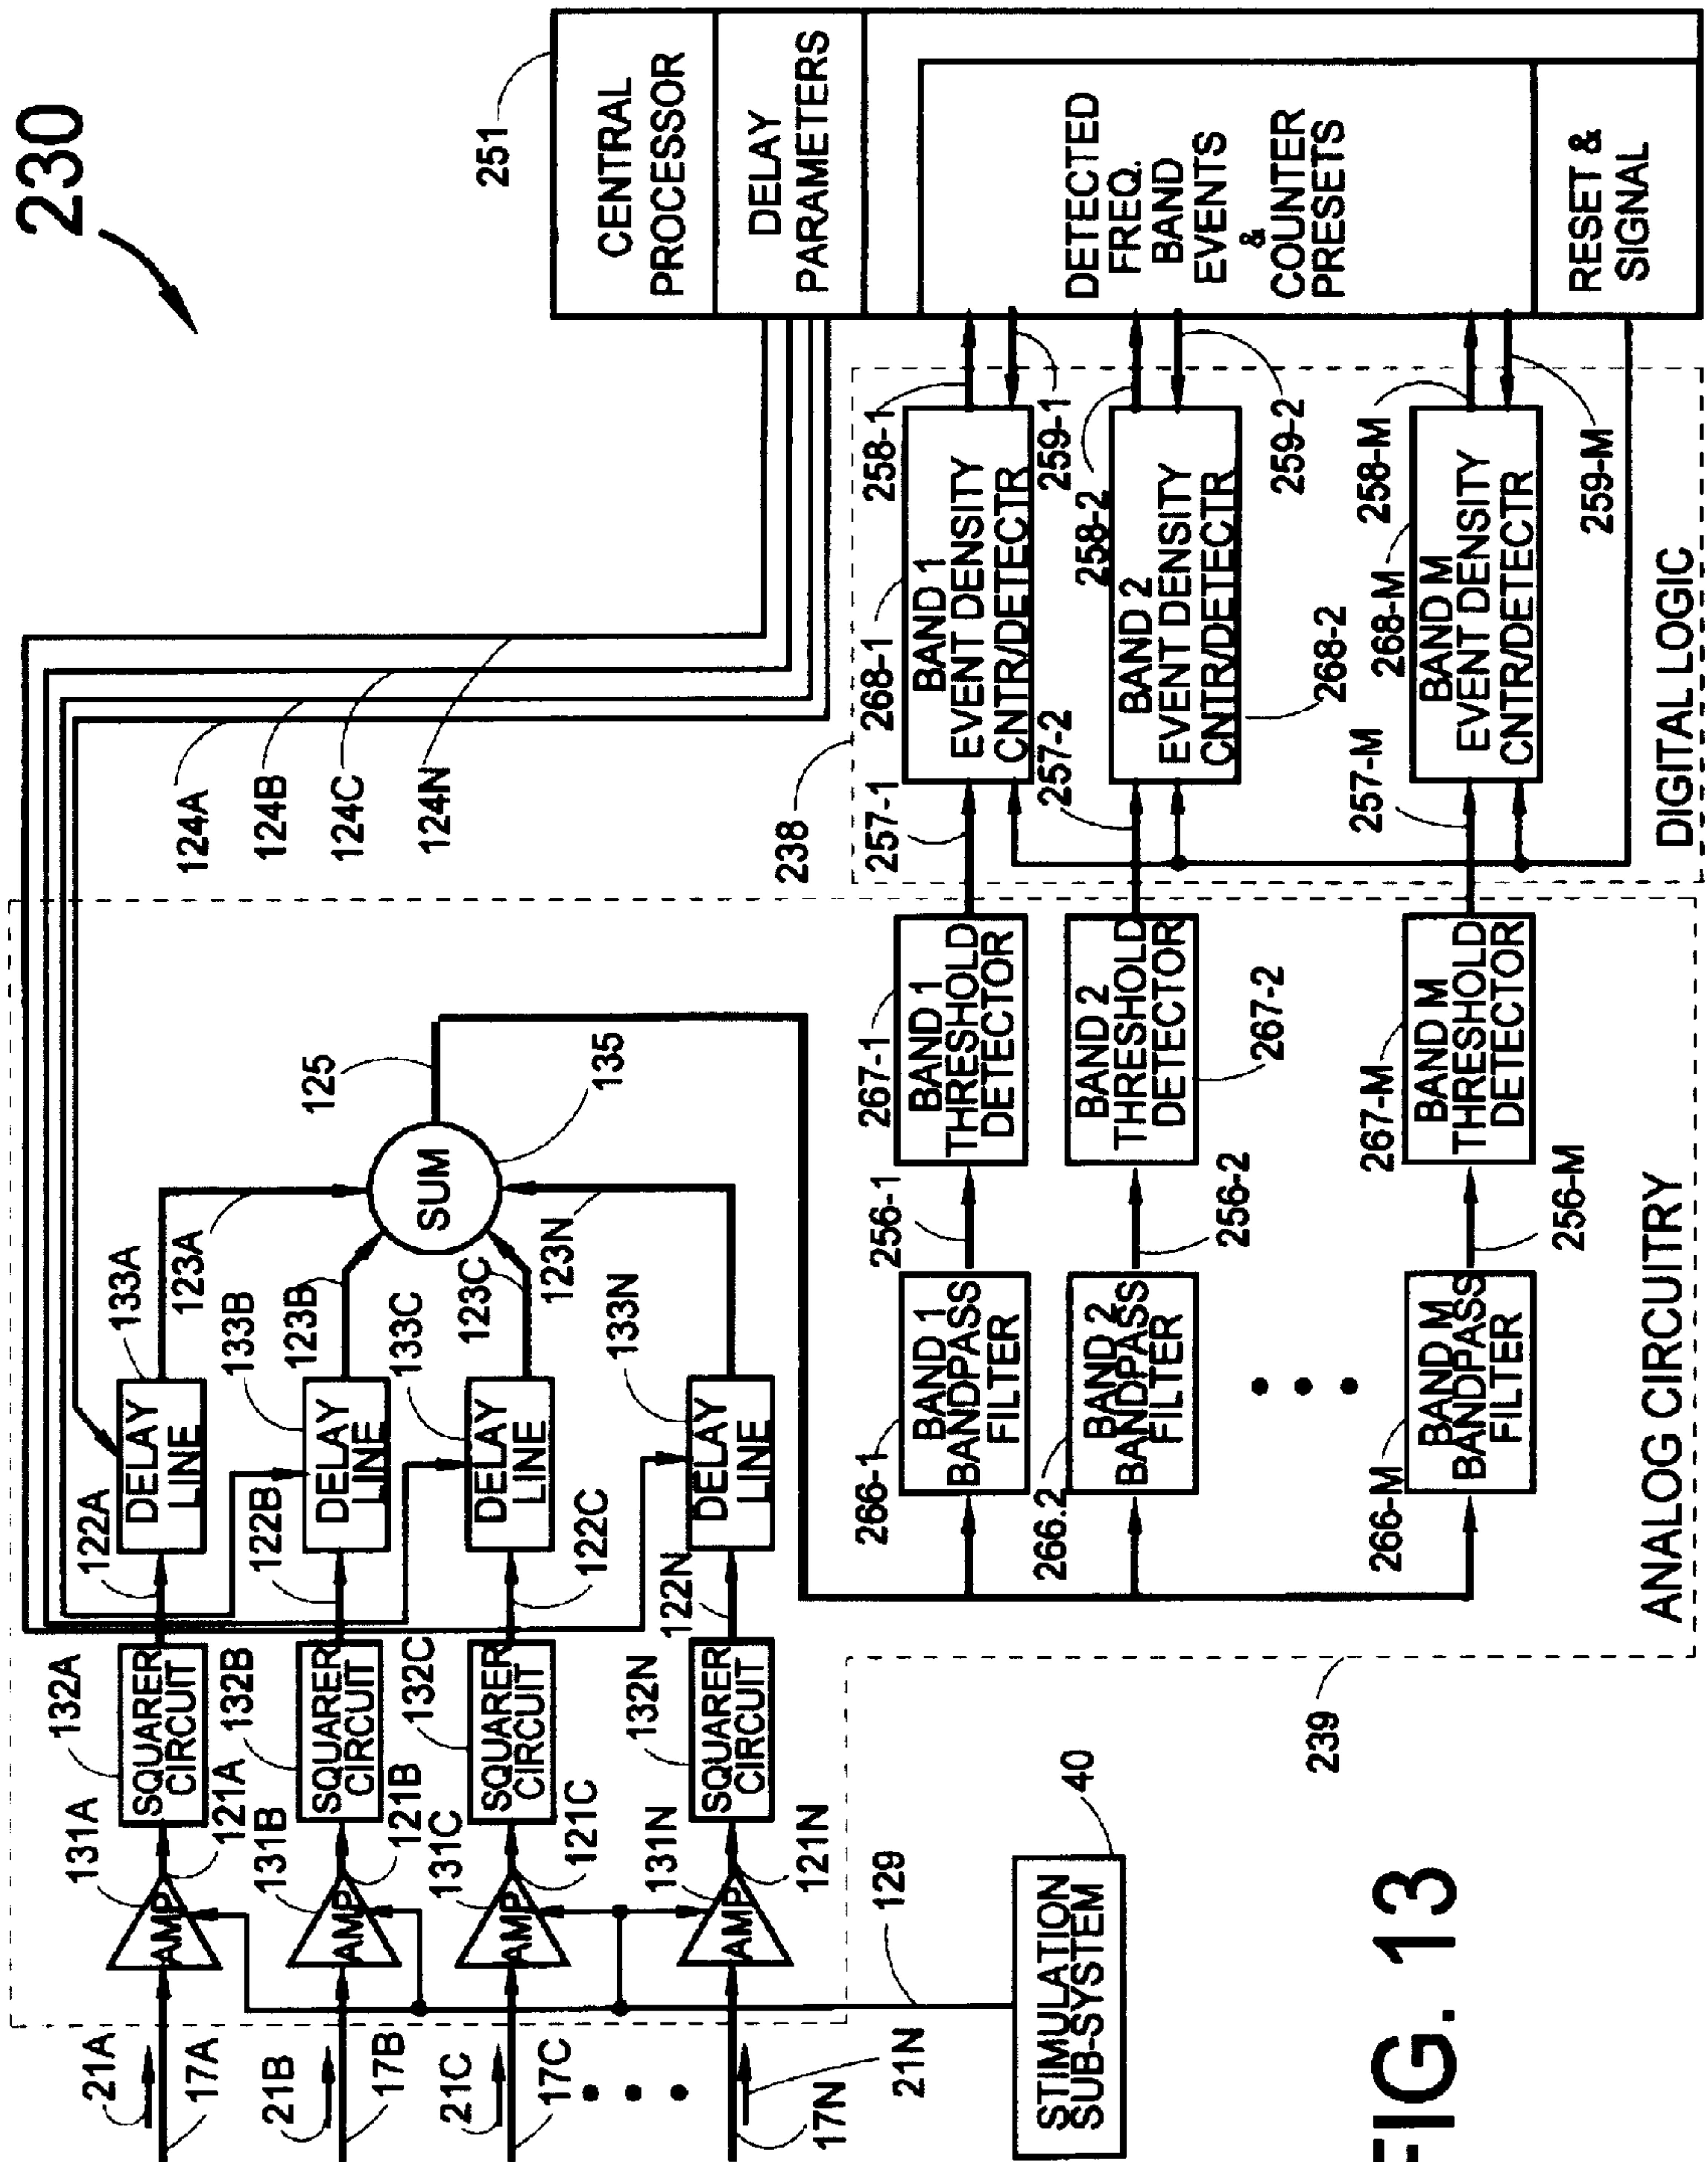 230
251
CENTRAL
PROCESSOR
DELAY
PARAMETERS
DETECTED
FREQ.
BAND
EVENTS
&
COUNTER
PRESETS
RESET &
SIGNAL
124A
124B
124C
124N
21A
17A
131A
AMP
121A
132A
SQUARER
CIRCUIT
122A
DELAY
LINE
133A
123A
21B
17B
131B
AMP
121B
132B
SQUARER
CIRCUIT
122B
DELAY
LINE
133B
123B
21C
17C
131C
AMP
121C
132C
SQUARER
CIRCUIT
122C
DELAY
LINE
133C
123C
21N
17N
131N
AMP
121N
132N
SQUARER
CIRCUIT
122N
DELAY
LINE
133N
123N
SUM
125
135
129
40
STIMULATION
SUB-SYSTEM
239
266-1
BAND 1
BANDPASS
FILTER
256-1
267-1
BAND 1
THRESHOLD
DETECTOR
238
257-1
268-1
BAND 1
EVENT DENSITY
CNTR/DETECTR
258-1
259-1
266.2
BAND 2
BANDPASS
FILTER
256-2
BAND 2
THRESHOLD
DETECTOR
267-2
257-2
BAND 2
EVENT DENSITY
CNTR/DETECTR
268-2
258-2
259-2
266-M
BAND M
BANDPASS
FILTER
256-M
267-M
BAND M
THRESHOLD
DETECTOR
257-M
268-M
BAND M
EVENT DENSITY
CNTR/DETECTR
258-M
259-M
ANALOG CIRCUITRY
DIGITAL LOGIC
FIG. 13